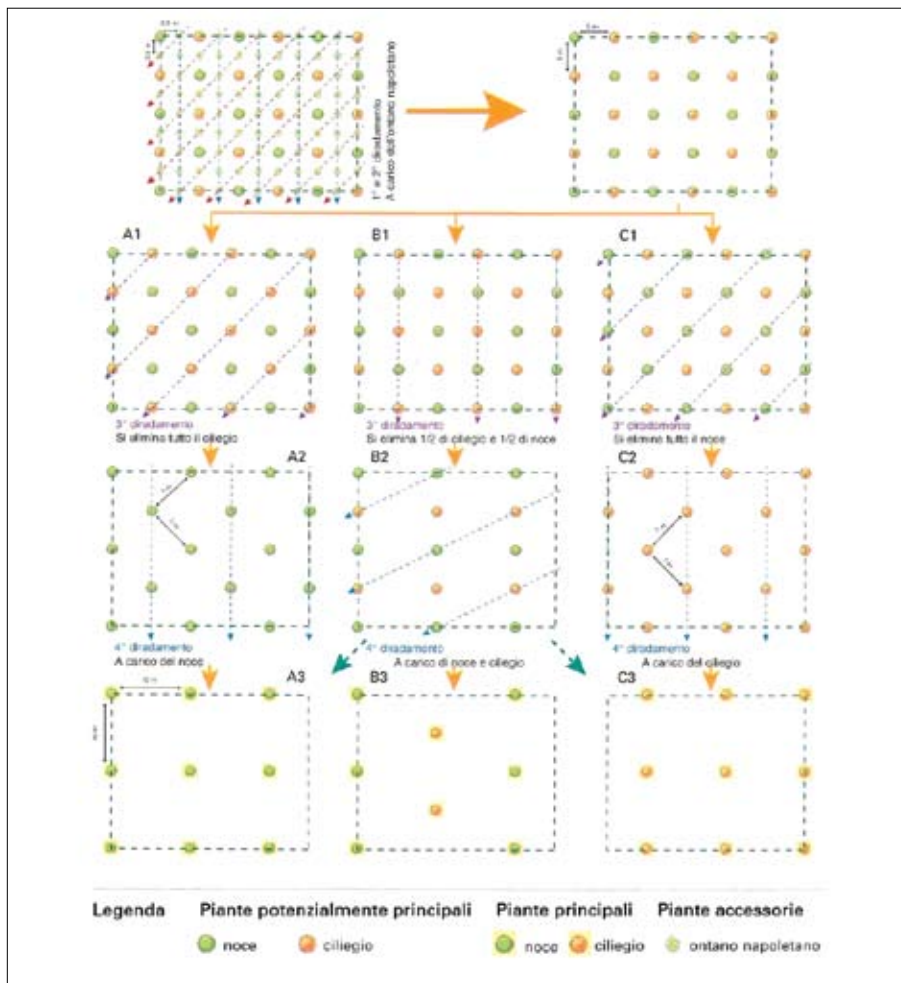 1° e 2° diradamento
A carico dell'ontano napoletano
A1
B1
C1
3° diradamento
Si elimina tutto il ciliegio
3° diradamento
Si elimina 1/2 di ciliegio e 1/2 di noce
3° diradamento
Si elimina tutto il noce
A2
B2
C2
4° diradamento
A carico del noce
4° diradamento
A carico di noce e ciliegio
4° diradamento
A carico del ciliegio
A3
B3
C3
10 m
Legenda
Piante potenzialmente principali
Piante principali
Piante accessorie
noce
ciliegio
noce
ciliegio
ontano napoletano